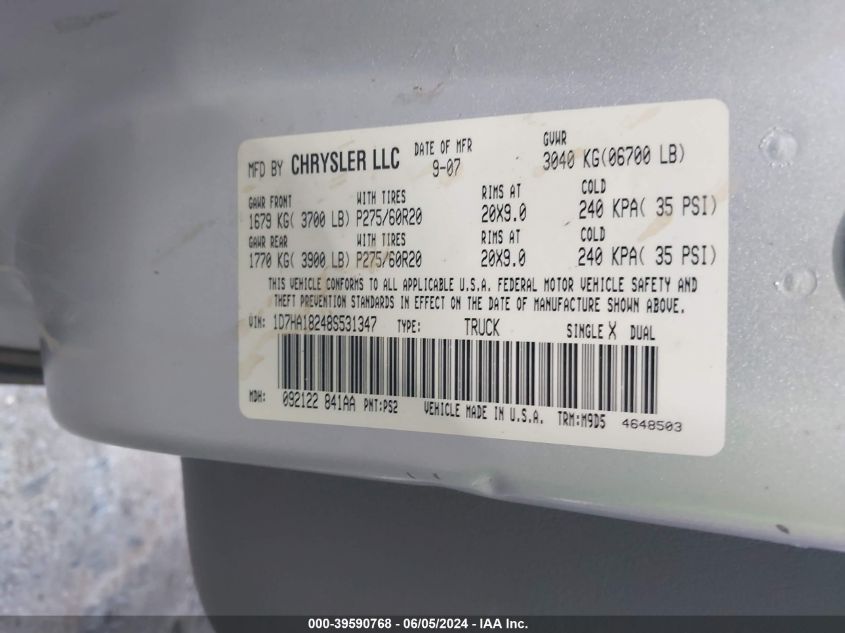 MFD BY CHRYSLER LLC DATE OF MFR 9-07 GVWR 3040 KG(06700 LB)
GAWR FRONT WITH TIRES RIMS AT COLD
1679 KG( 3700 LB) P275/60R20 20X9.0 240 KPA( 35 PSI)
GAWR REAR WITH TIRES RIMS AT COLD
1770 KG( 3900 LB) P275/60R20 20X9.0 240 KPA( 35 PSI)
THIS VEHICLE CONFORMS TO ALL APPLICABLE U.S.A. FEDERAL MOTOR VEHICLE SAFETY AND
THEFT PREVENTION STANDARDS IN EFFECT ON THE DATE OF MANUFACTURE SHOWN ABOVE.
VIN: 1D7HA18248S531347 TYPE: TRUCK SINGLE X DUAL
MDH: 092122 841AA PNT:PS2 VEHICLE MADE IN U.S.A. TRM:M9D5 4648503
000-39590768 - 06/05/2024 - IAA Inc.